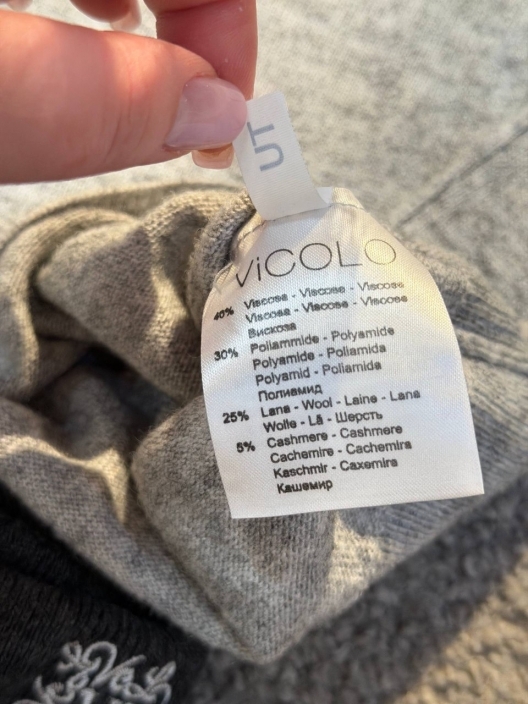 UT
ViCOLO
40% Viscosa - Viscose - Viscose
Viscosa - Viscose - Viscose
Вискоза
30% Poliammide - Polyamide
Polyamide - Poliamida
Polyamid - Poliamida
Полиамид
25% Lana - Wool - Laine - Lana
Wolle - Lã - Шерсть
5% Cashmere - Cashmere
Cachemire - Cachemira
Kaschmir - Caxemira
Кашемир